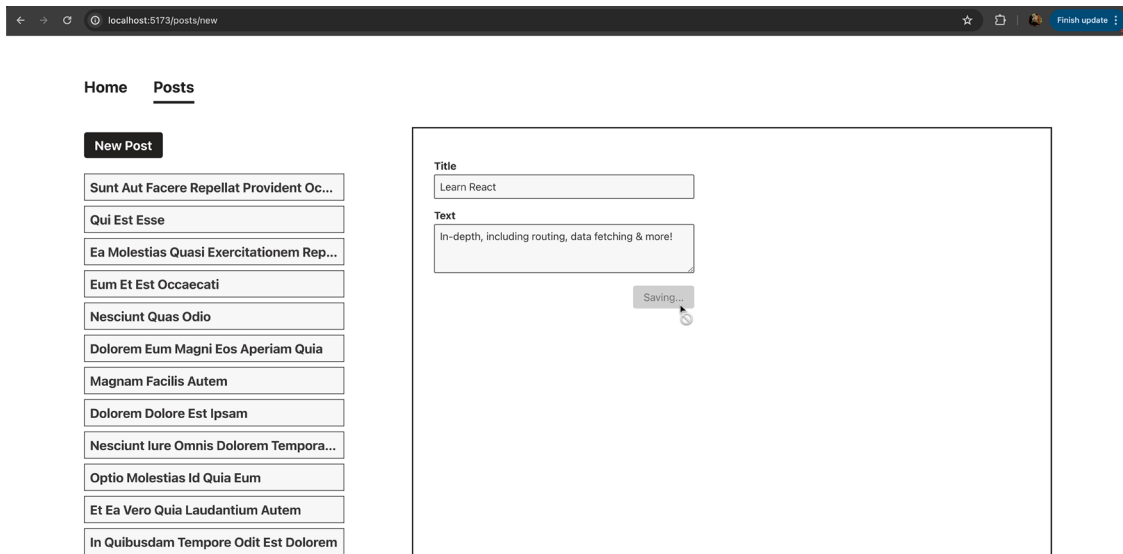 localhost:5173/posts/new
Finish update
Home Posts
New Post
Sunt Aut Facere Repellat Provident Oc...
Qui Est Esse
Ea Molestias Quasi Exercitationem Rep...
Eum Et Est Occaecati
Nesciunt Quas Odio
Dolorem Eum Magni Eos Aperiam Quia
Magnam Facilis Autem
Dolorem Dolore Est Ipsam
Nesciunt Iure Omnis Dolorem Tempora...
Optio Molestias Id Quia Eum
Et Ea Vero Quia Laudantium Autem
In Quibusdam Tempore Odit Est Dolorem
Title
Learn React
Text
In-depth, including routing, data fetching & more!
Saving...